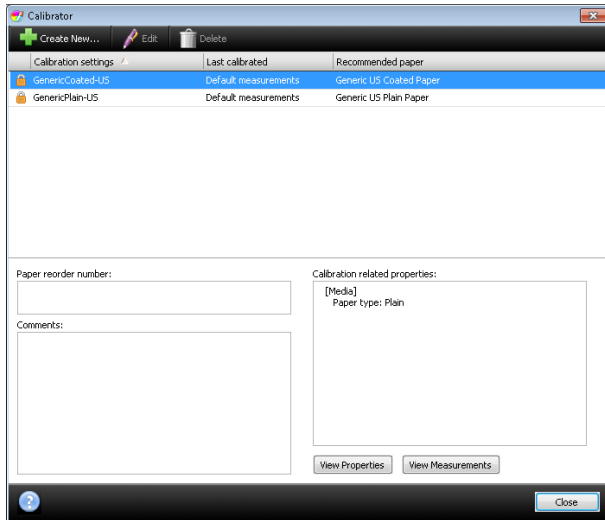 Calibrator
Create New... Edit Delete
Calibration settings Last calibrated Recommended paper
GenericCoated-US Default measurements Generic US Coated Paper
GenericPlain-US Default measurements Generic US Plain Paper
Paper reorder number: Calibration related properties:
[Media]
Paper type: Plain
Comments:
View Properties View Measurements
? Close